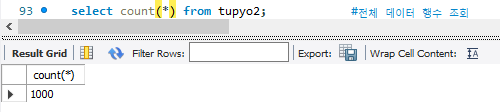 93 select count(*) from tupyo2; #전체 데이터 행수 조회
Result Grid Filter Rows: Export: Wrap Cell Content:
count(*)
1000